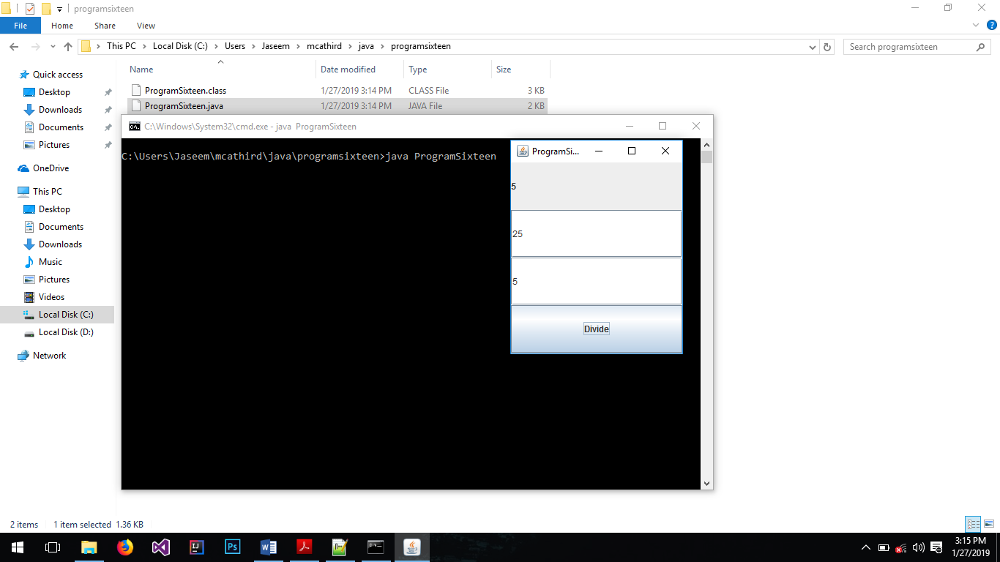 programsixteen
File Home Share View
This PC Local Disk (C:) Users Jaseem mcathird java programsixteen
Search programsixteen
Name Date modified Type Size
ProgramSixteen.class 1/27/2019 3:14 PM CLASS File 3 KB
ProgramSixteen.java 1/27/2019 3:14 PM JAVA File 2 KB
Quick access
Desktop
Downloads
Documents
Pictures
OneDrive
This PC
Desktop
Documents
Downloads
Music
Pictures
Videos
Local Disk (C:)
Local Disk (D:)
Network
C:\Windows\System32\cmd.exe - java  ProgramSixteen
C:\Users\Jaseem\mcathird\java\programsixteen>java ProgramSixteen
ProgramSi...
5
25
5
Divide
2 items 1 item selected 1.36 KB
Ps
3:15 PM
1/27/2019